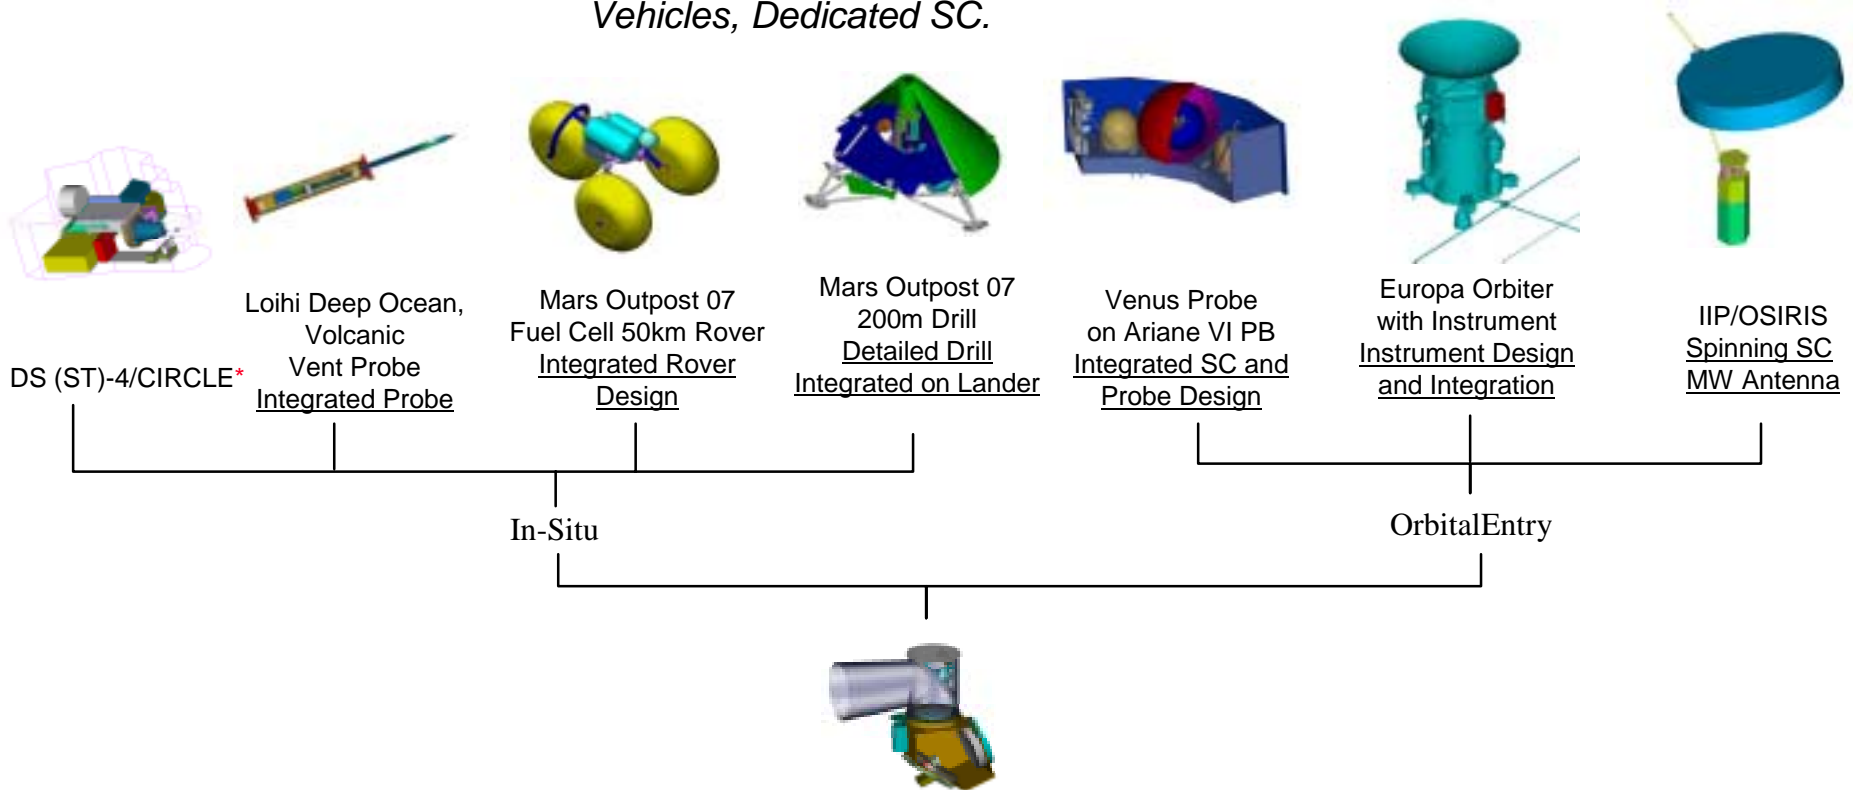 Vehicles, Dedicated SC.
DS (ST)-4/CIRCLE*
Loihi Deep Ocean,
Volcanic
Vent Probe
Integrated Probe
Mars Outpost 07
Fuel Cell 50km Rover
Integrated Rover
Design
Mars Outpost 07
200m Drill
Detailed Drill
Integrated on Lander
Venus Probe
on Ariane VI PB
Integrated SC and
Probe Design
Europa Orbiter
with Instrument
Instrument Design
and Integration
IIP/OSIRIS
Spinning SC
MW Antenna
In-Situ
OrbitalEntry